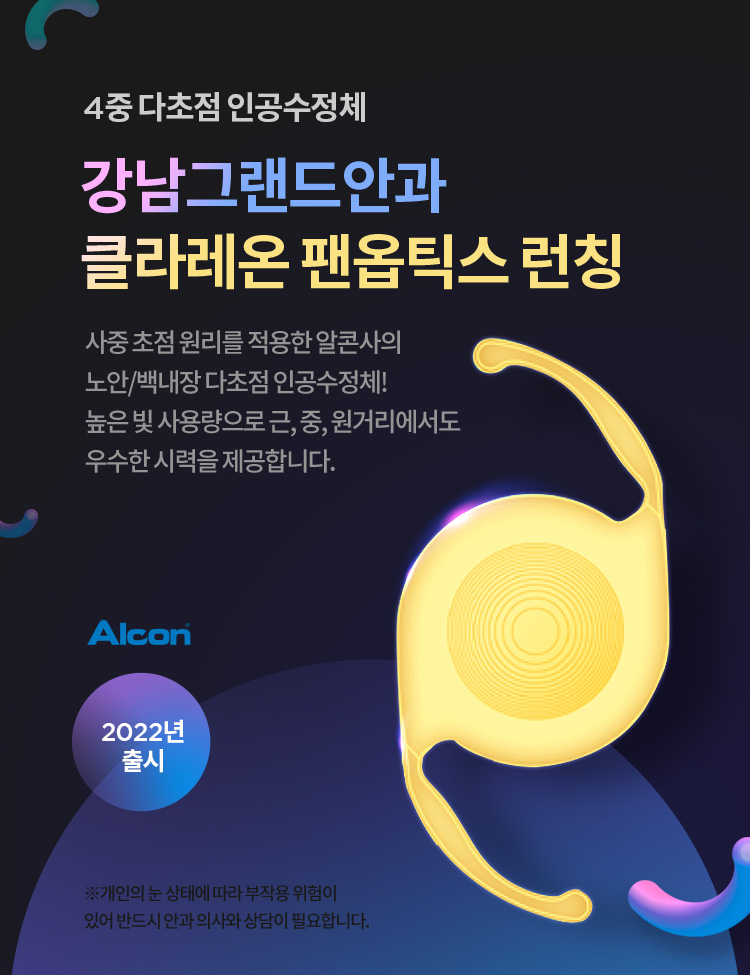 4중 다초점 인공수정체
강남그랜드안과
클라레온 팬옵틱스 런칭
사중 초점 원리를 적용한 알콘사의
노안/백내장 다초점 인공수정체!
높은 빛 사용량으로 근, 중, 원거리에서도
우수한 시력을 제공합니다.
Alcon
2022년
출시
※개인의 눈 상태에 따라 부작용 위험이
있어 반드시 안과 의사와 상담이 필요합니다.